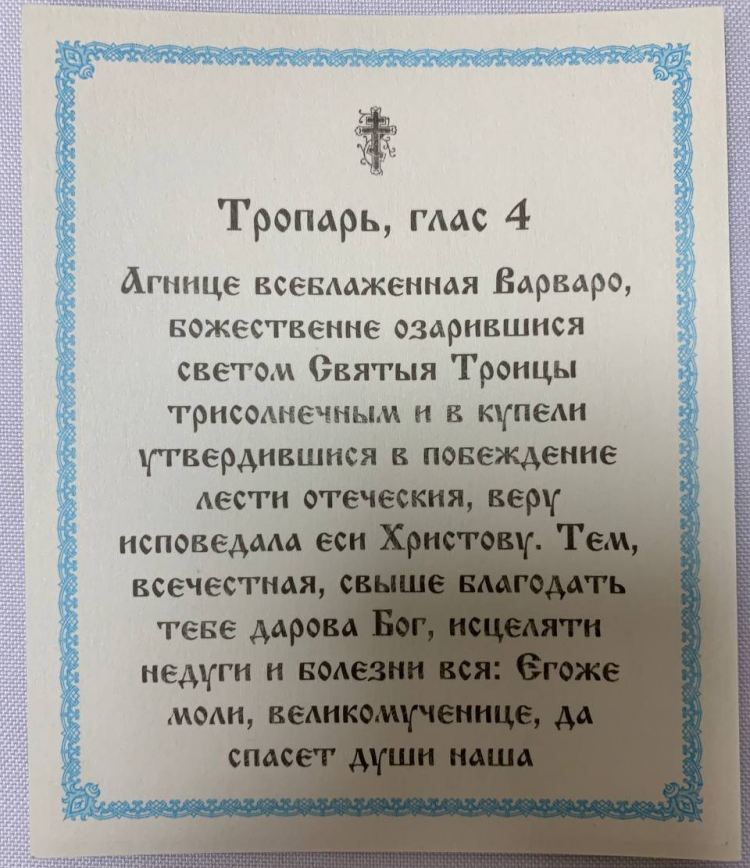 Тропарь, глас 4
Агнице всеблаженная Варваро,
божественне озарившися
светом Святыя Троицы
трисолнечным и в купели
утвердившися в побеждение
лести отеческия, веру
исповедала еси Христову. Тем,
всечестная, свыше благодать
тебе дарова Бог, исцеляти
недуги и болезни вся: Егоже
моли, великомученице, да
спасет души наша